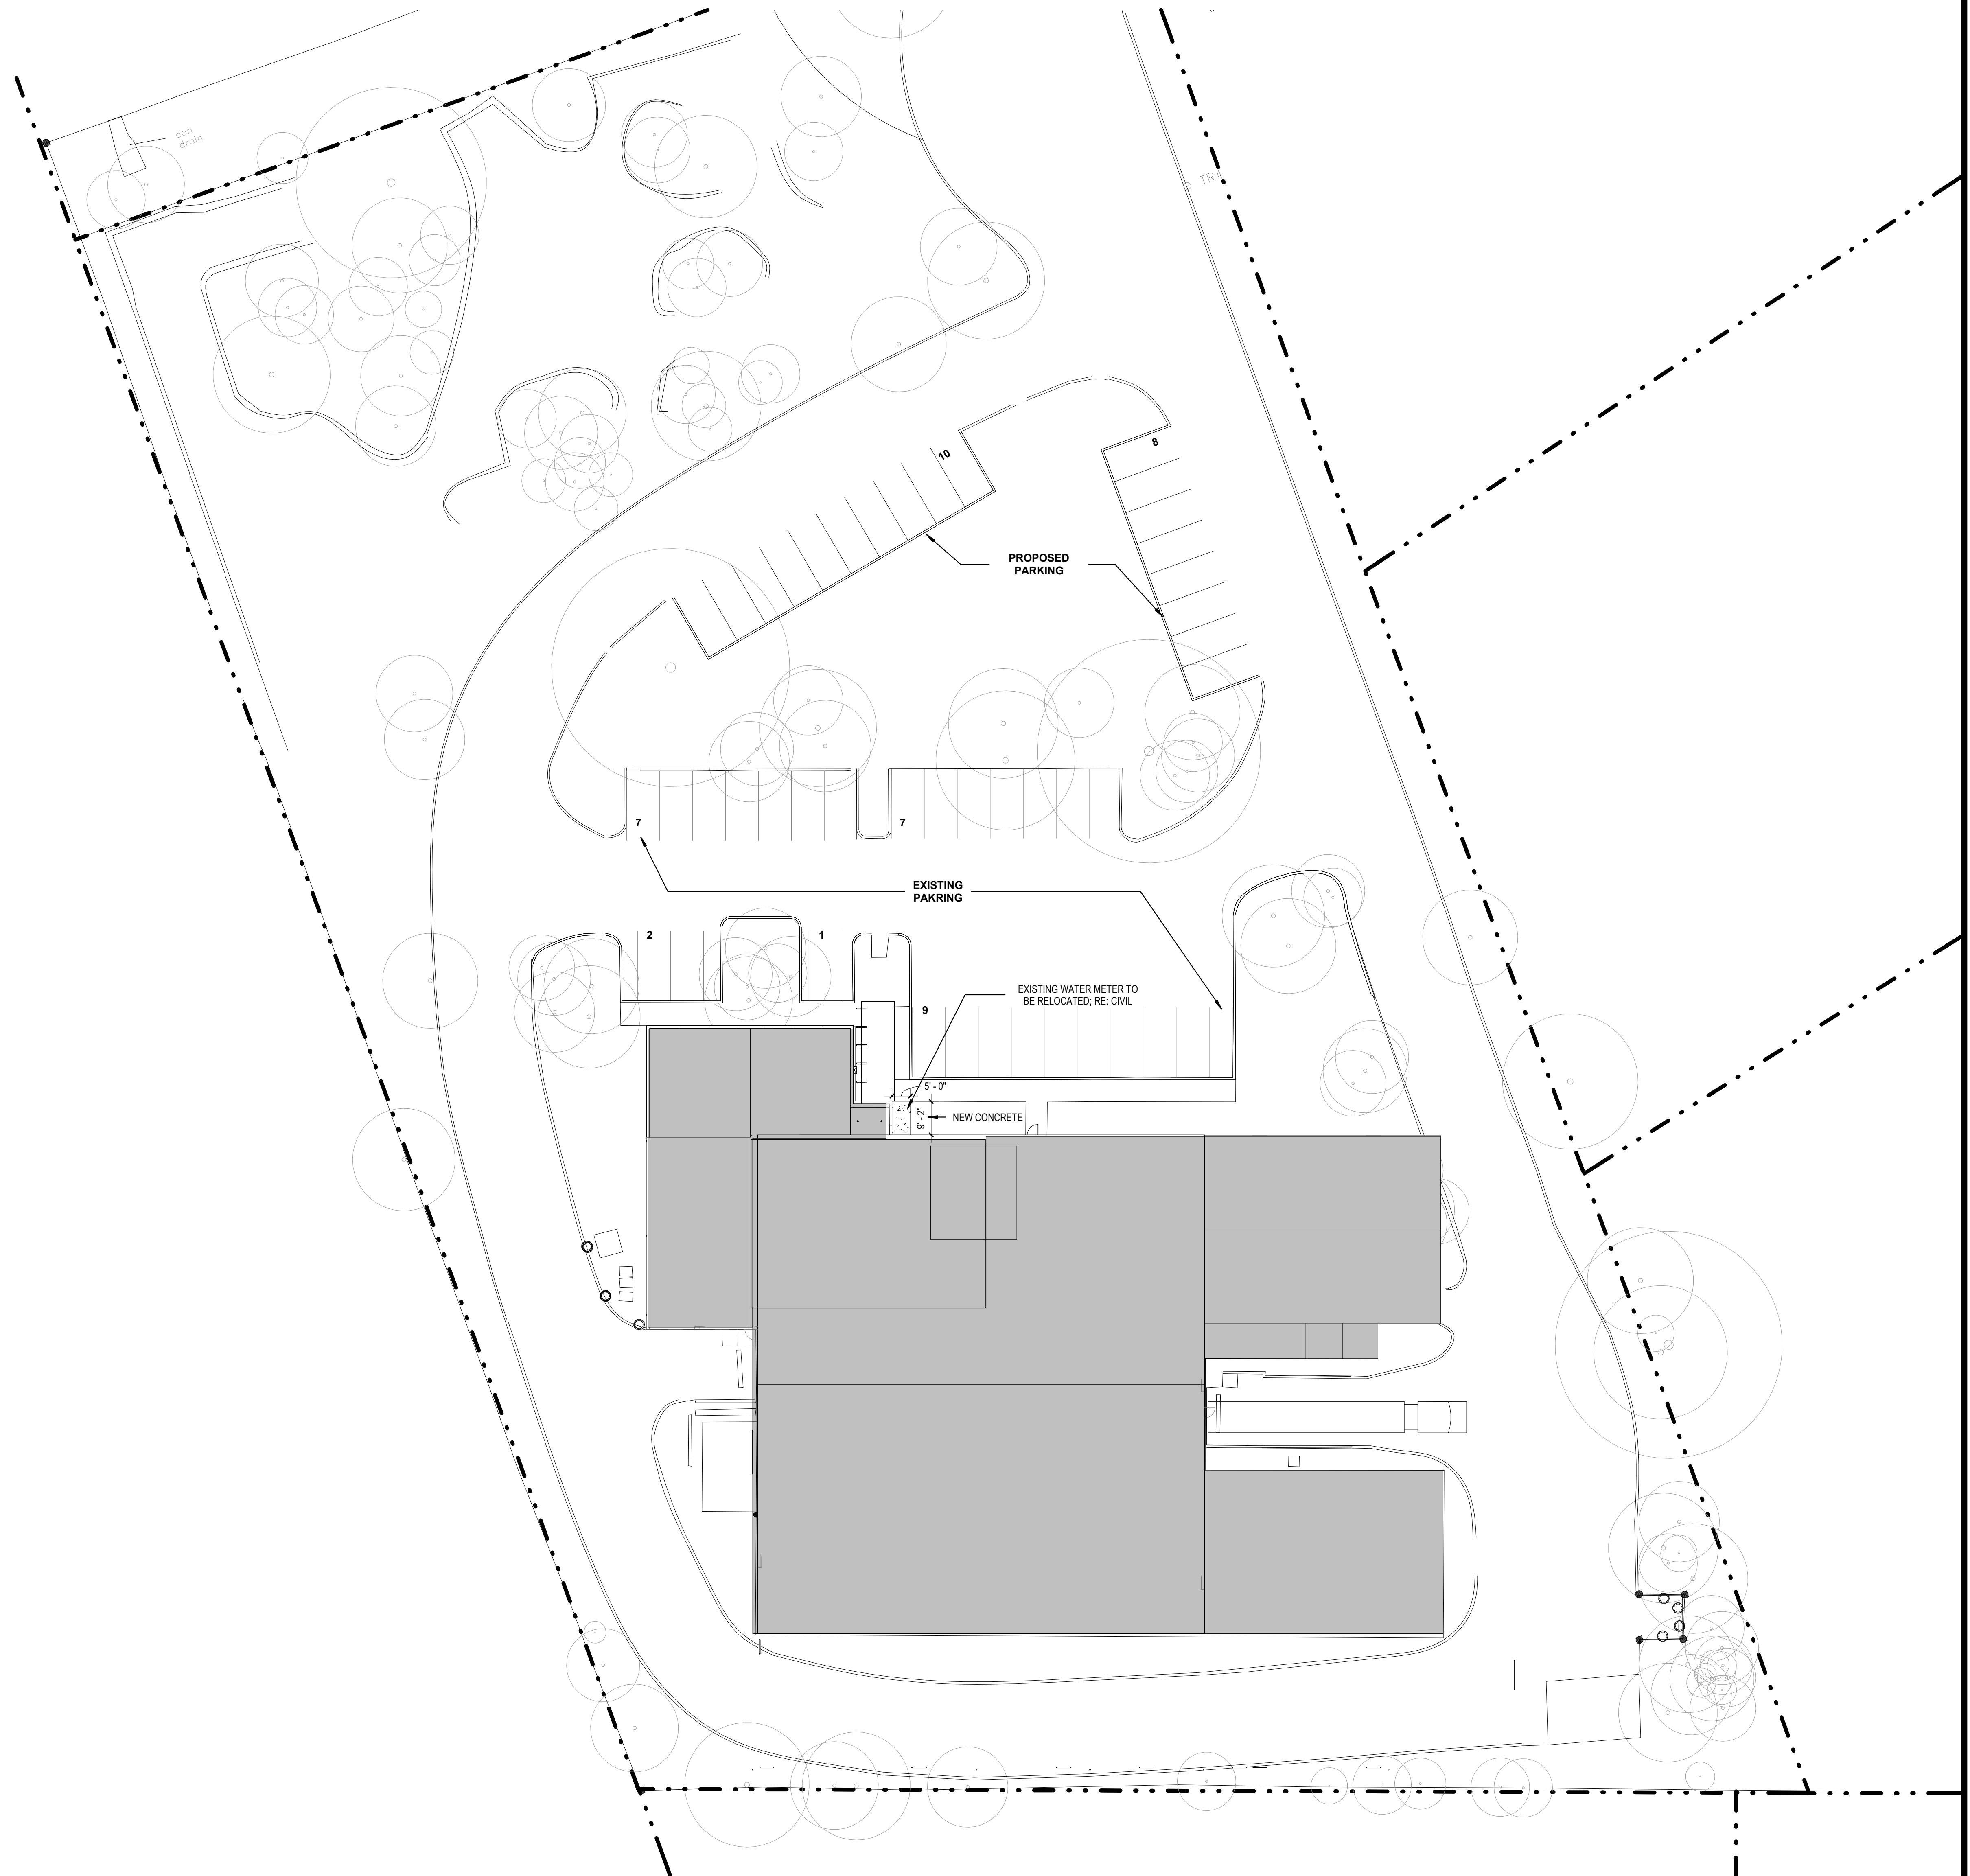 con
drain
TR4
10
8
PROPOSED
PARKING
7
7
EXISTING
PAKRING
2
1
EXISTING WATER METER TO
BE RELOCATED; RE: CIVIL
9
5' - 0"
9' - 2"
NEW CONCRETE